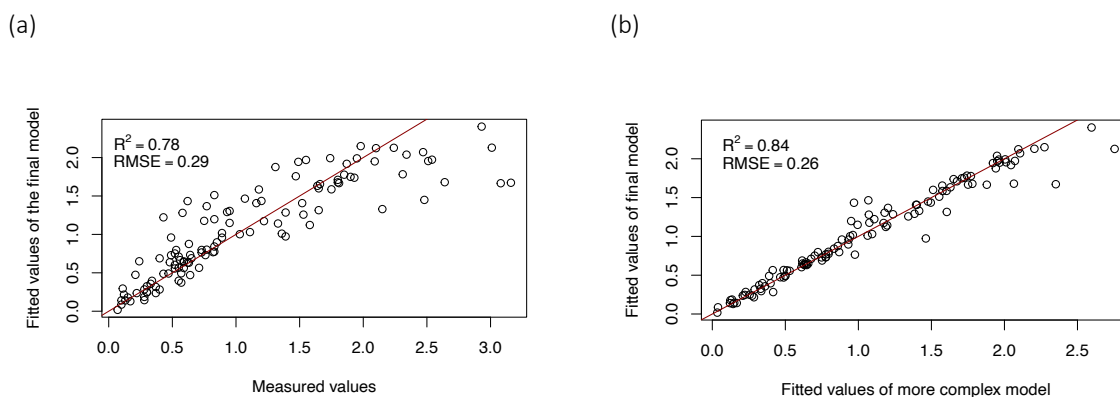 (a)
(b)
R² = 0.78
RMSE = 0.29
Fitted values of the final model
0.0 0.5 1.0 1.5 2.0
0.0 0.5 1.0 1.5 2.0 2.5 3.0
Measured values
R² = 0.84
RMSE = 0.26
Fitted values of final model
0.0 0.5 1.0 1.5 2.0
0.0 0.5 1.0 1.5 2.0 2.5
Fitted values of more complex model